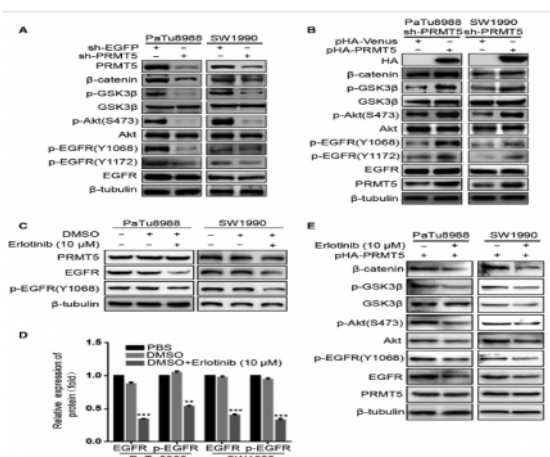 A
PaTu8988 SW1990
sh-EGFP + − + −
sh-PRMT5 − + − +
PRMT5
β-catenin
p-GSK3β
GSK3β
p-Akt(S473)
Akt
p-EGFR(Y1068)
p-EGFR(Y1172)
EGFR
β-tubulin
B
PaTu8988 SW1990
sh-PRMT5 sh-PRMT5
pHA-Venus + − + −
pHA-PRMT5 − + − +
HA
β-catenin
p-GSK3β
GSK3β
p-Akt(S473)
Akt
p-EGFR(Y1068)
p-EGFR(Y1172)
EGFR
PRMT5
β-tubulin
C
PaTu8988 SW1990
DMSO − + + − + +
Erlotinib (10 μM) − − + − − +
PRMT5
EGFR
p-EGFR(Y1068)
β-tubulin
D
PBS
DMSO
DMSO+Erlotinib (10 μM)
Relative expression of
protein (fold)
1.5
1.0
0.5
0.0
*** ** *** ***
EGFR p-EGFR EGFR p-EGFR
E
PaTu8988 SW1990
Erlotinib (10 μM) − + − +
pHA-PRMT5 + + + +
β-catenin
p-GSK3β
GSK3β
p-Akt(S473)
Akt
p-EGFR(Y1068)
EGFR
PRMT5
β-tubulin